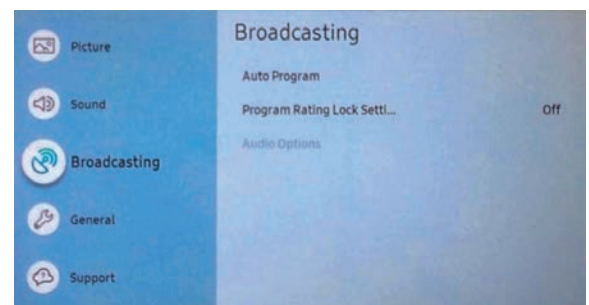 Picture
Sound
Broadcasting
General
Support
Broadcasting
Auto Program
Program Rating Lock Setti... Off
Audio Options